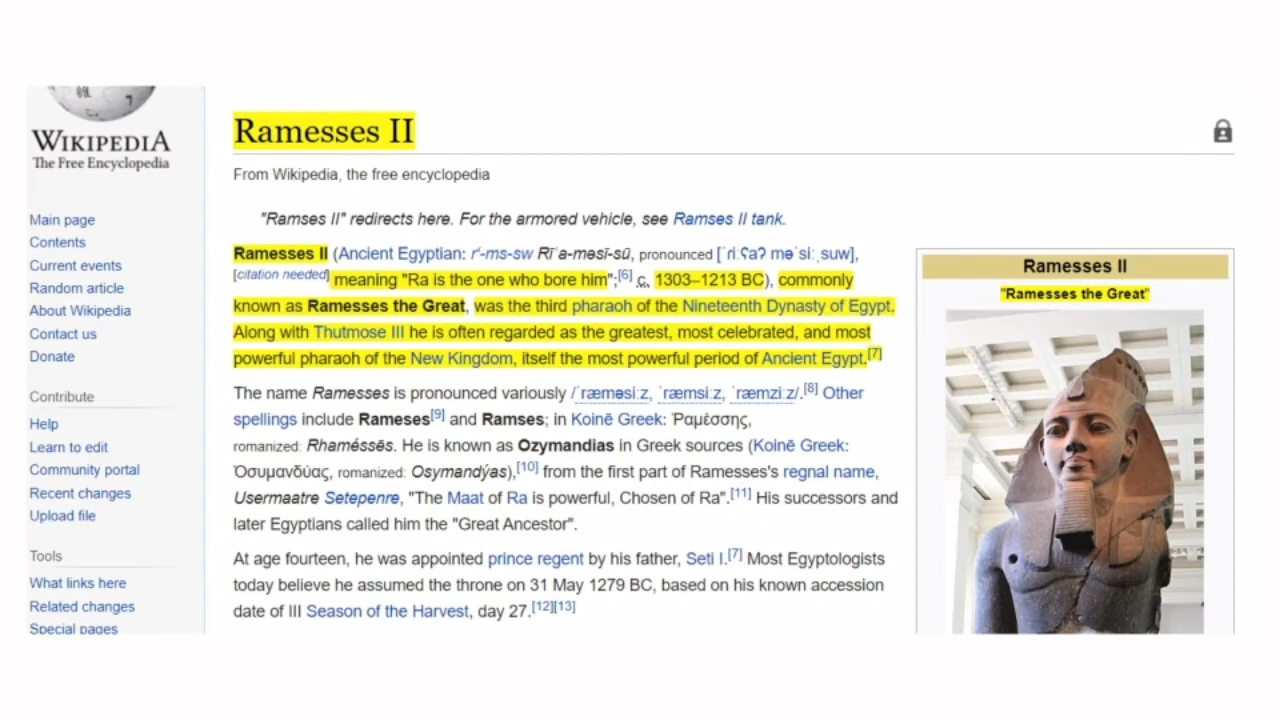 WIKIPEDIA
The Free Encyclopedia
Main page
Contents
Current events
Random article
About Wikipedia
Contact us
Donate
Contribute
Help
Learn to edit
Community portal
Recent changes
Upload file
Tools
What links here
Related changes
Special pages
Ramesses II
From Wikipedia, the free encyclopedia
"Ramses II" redirects here. For the armored vehicle, see Ramses II tank.
Ramesses II (Ancient Egyptian: rꜥ-ms-sw Rīꜥa-məsī-sū, pronounced [ˈriːʕaʔ məˈsiːˌsuw],
[citation needed] meaning "Ra is the one who bore him";[6] c. 1303–1213 BC), commonly
known as Ramesses the Great, was the third pharaoh of the Nineteenth Dynasty of Egypt.
Along with Thutmose III he is often regarded as the greatest, most celebrated, and most
powerful pharaoh of the New Kingdom, itself the most powerful period of Ancient Egypt.[7]
The name Ramesses is pronounced variously /ˈræməsiːz, ˈræmsiːz, ˈræmziːz/.[8] Other
spellings include Rameses[9] and Ramses; in Koinē Greek: Ῥαμέσσης,
romanized: Rhaméssēs. He is known as Ozymandias in Greek sources (Koinē Greek:
Ὀσυμανδύας, romanized: Osymandýas),[10] from the first part of Ramesses's regnal name,
Usermaatre Setepenre, "The Maat of Ra is powerful, Chosen of Ra".[11] His successors and
later Egyptians called him the "Great Ancestor".
At age fourteen, he was appointed prince regent by his father, Seti I.[7] Most Egyptologists
today believe he assumed the throne on 31 May 1279 BC, based on his known accession
date of III Season of the Harvest, day 27.[12][13]
Ramesses II
"Ramesses the Great"